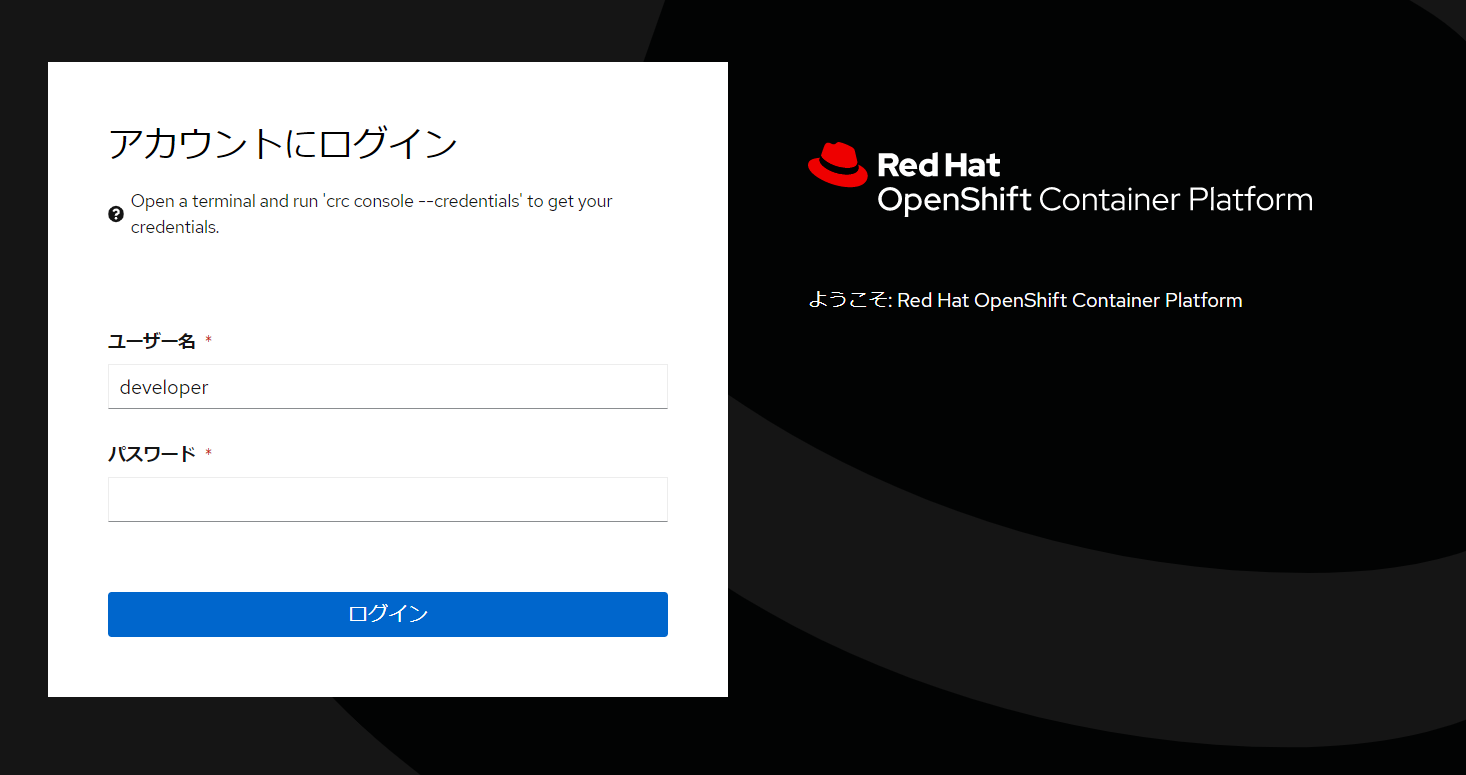 アカウントにログイン
Open a terminal and run 'crc console --credentials' to get your
credentials.
ユーザー名 *
developer
パスワード *
ログイン
Red Hat
OpenShift Container Platform
ようこそ: Red Hat OpenShift Container Platform